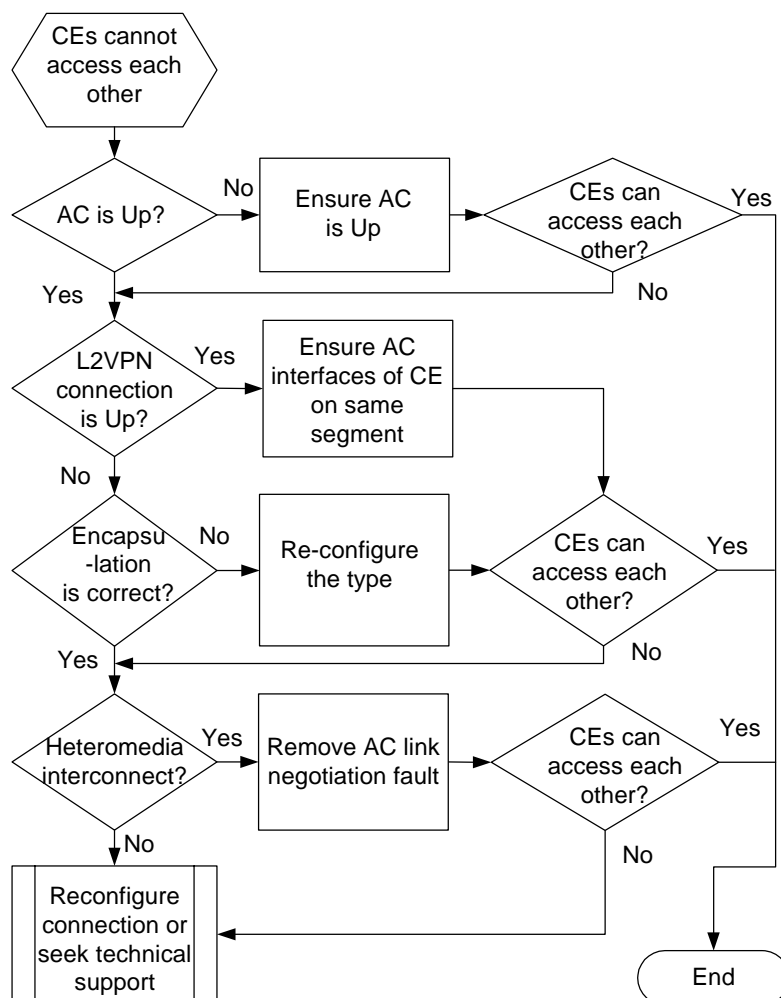 CEs cannot
access each
other
AC is Up?
No
Ensure AC
is Up
CEs can
access each
other?
Yes
Yes
No
L2VPN
connection
is Up?
Yes
Ensure AC
interfaces of CE
on same
segment
No
Encapsu
-lation
is correct?
No
Re-configure
the type
CEs can
access each
other?
Yes
Yes
No
Heteromedia
interconnect?
Yes
Remove AC link
negotiation fault
CEs can
access each
other?
Yes
No
No
Reconfigure
connection or
seek technical
support
End